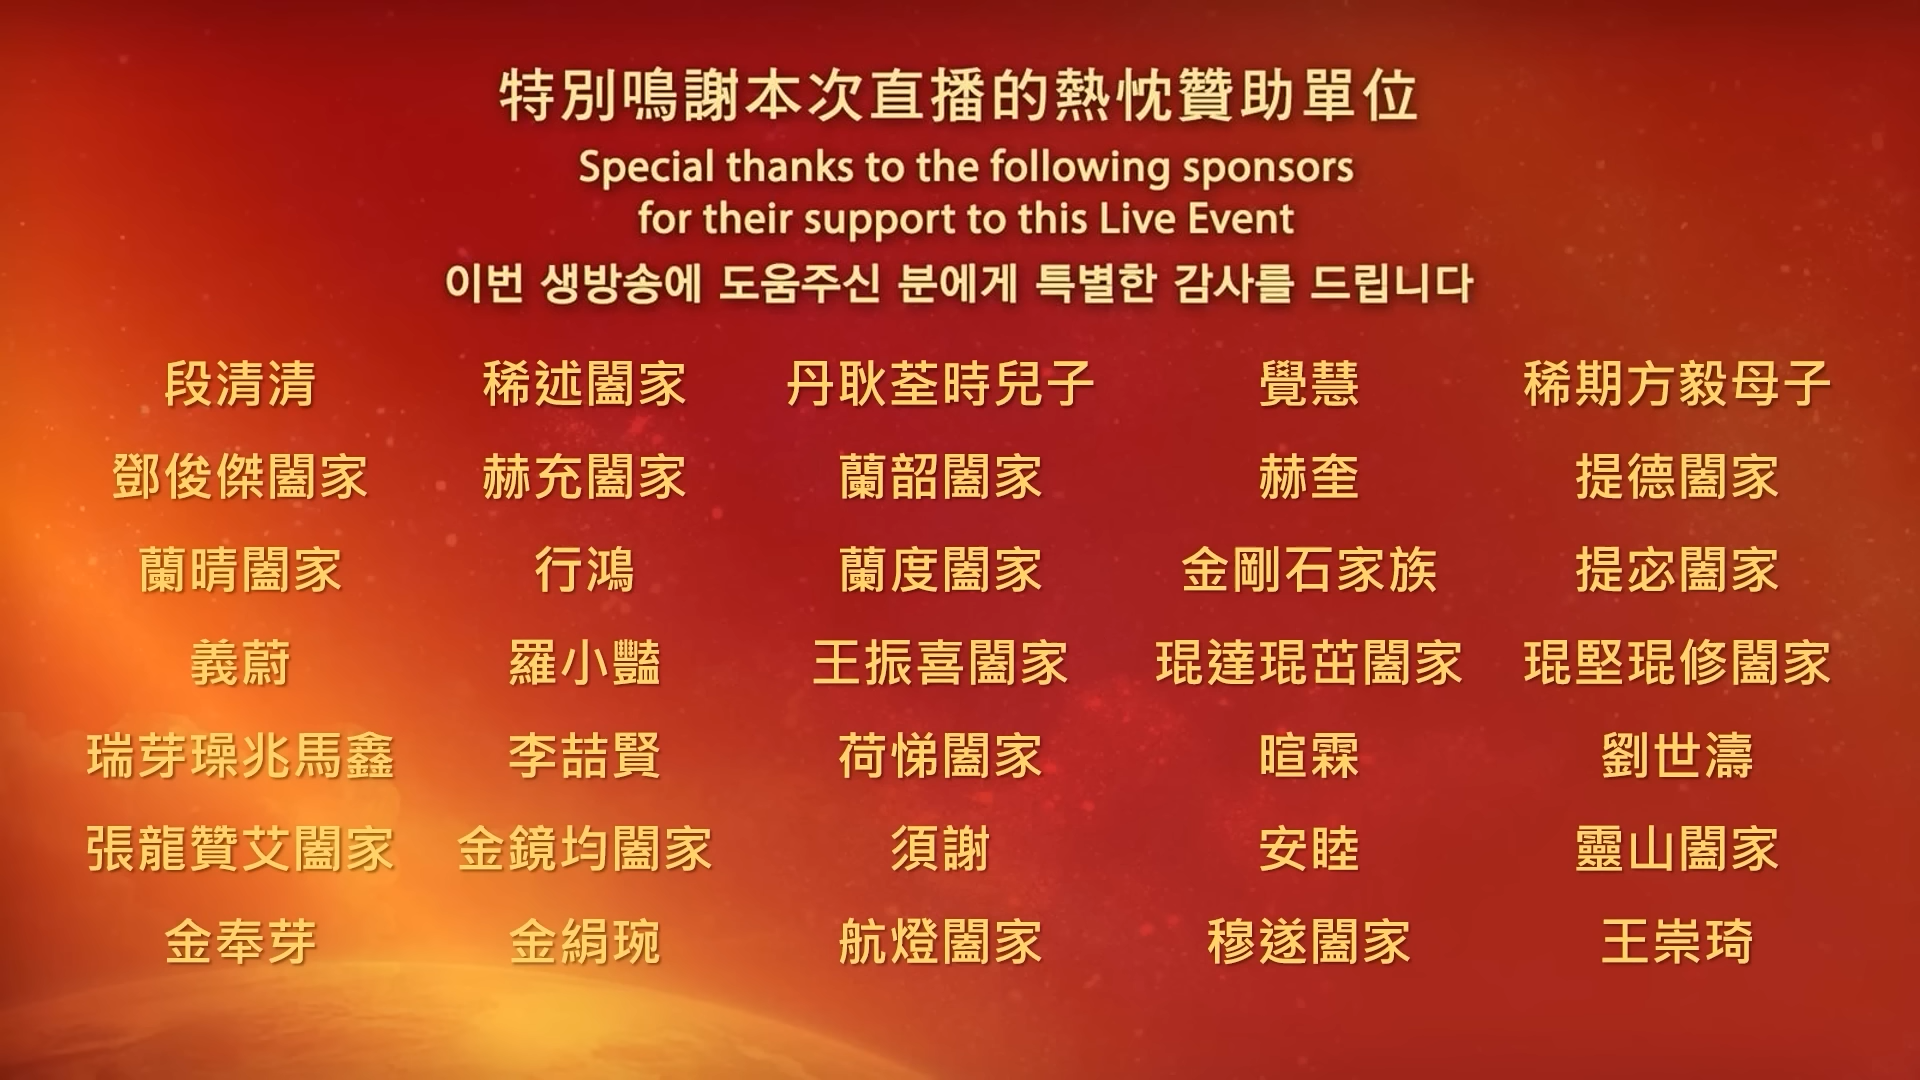 特別鳴謝本次直播的熱忱贊助單位
Special thanks to the following sponsors
for their support to this Live Event
이번 생방송에 도움주신 분에게 특별한 감사를 드립니다
段清清 稀述闔家 丹耿荃時兒子 覺慧 稀期方毅母子
鄧俊傑闔家 赫充闔家 蘭韶闔家 赫奎 提德闔家
蘭晴闔家 行鴻 蘭度闔家 金剛石家族 提宓闔家
義蔚 羅小豔 王振喜闔家 琨達琨茁闔家 琨堅琨修闔家
瑞芽璪兆馬鑫 李喆賢 荷悌闔家 暄霖 劉世濤
張龍贊艾闔家 金鏡均闔家 須謝 安睦 靈山闔家
金奉芽 金絹琬 航燈闔家 穆遂闔家 王崇琦